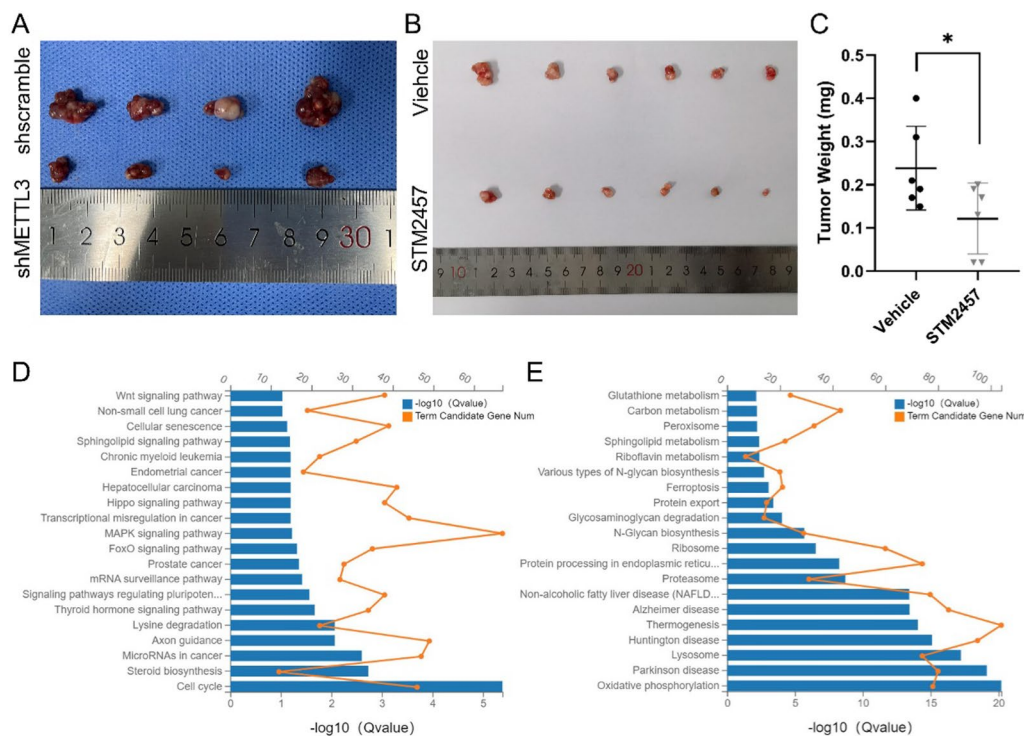 A
B
C
shscramble
shMETTL3
1 2 3 4 5 6 7 8 9 30 1
Viehcle
STM2457
9 10 1 2 3 4 5 6 7 8 9 20 1 2 3 4 5 6 7 8 9
*
Tumor Weight (mg)
0.5
0.4
0.3
0.2
0.1
0.0
Vehicle
STM2457
D
0 10 20 30 40 50 60
-log10 (Qvalue)
Term Candidate Gene Num
Wnt signaling pathway
Non-small cell lung cancer
Cellular senescence
Sphingolipid signaling pathway
Chronic myeloid leukemia
Endometrial cancer
Hepatocellular carcinoma
Hippo signaling pathway
Transcriptional misregulation in cancer
MAPK signaling pathway
FoxO signaling pathway
Prostate cancer
mRNA surveillance pathway
Signaling pathways regulating pluripoten...
Thyroid hormone signaling pathway
Lysine degradation
Axon guidance
MicroRNAs in cancer
Steroid biosynthesis
Cell cycle
0 1 2 3 4 5
-log10 (Qvalue)
E
0 20 40 60 80 100
-log10 (Qvalue)
Term Candidate Gene Num
Glutathione metabolism
Carbon metabolism
Peroxisome
Sphingolipid metabolism
Riboflavin metabolism
Various types of N-glycan biosynthesis
Ferroptosis
Protein export
Glycosaminoglycan degradation
N-Glycan biosynthesis
Ribosome
Protein processing in endoplasmic reticu...
Proteasome
Non-alcoholic fatty liver disease (NAFLD...
Alzheimer disease
Thermogenesis
Huntington disease
Lysosome
Parkinson disease
Oxidative phosphorylation
0 5 10 15 20
-log10 (Qvalue)